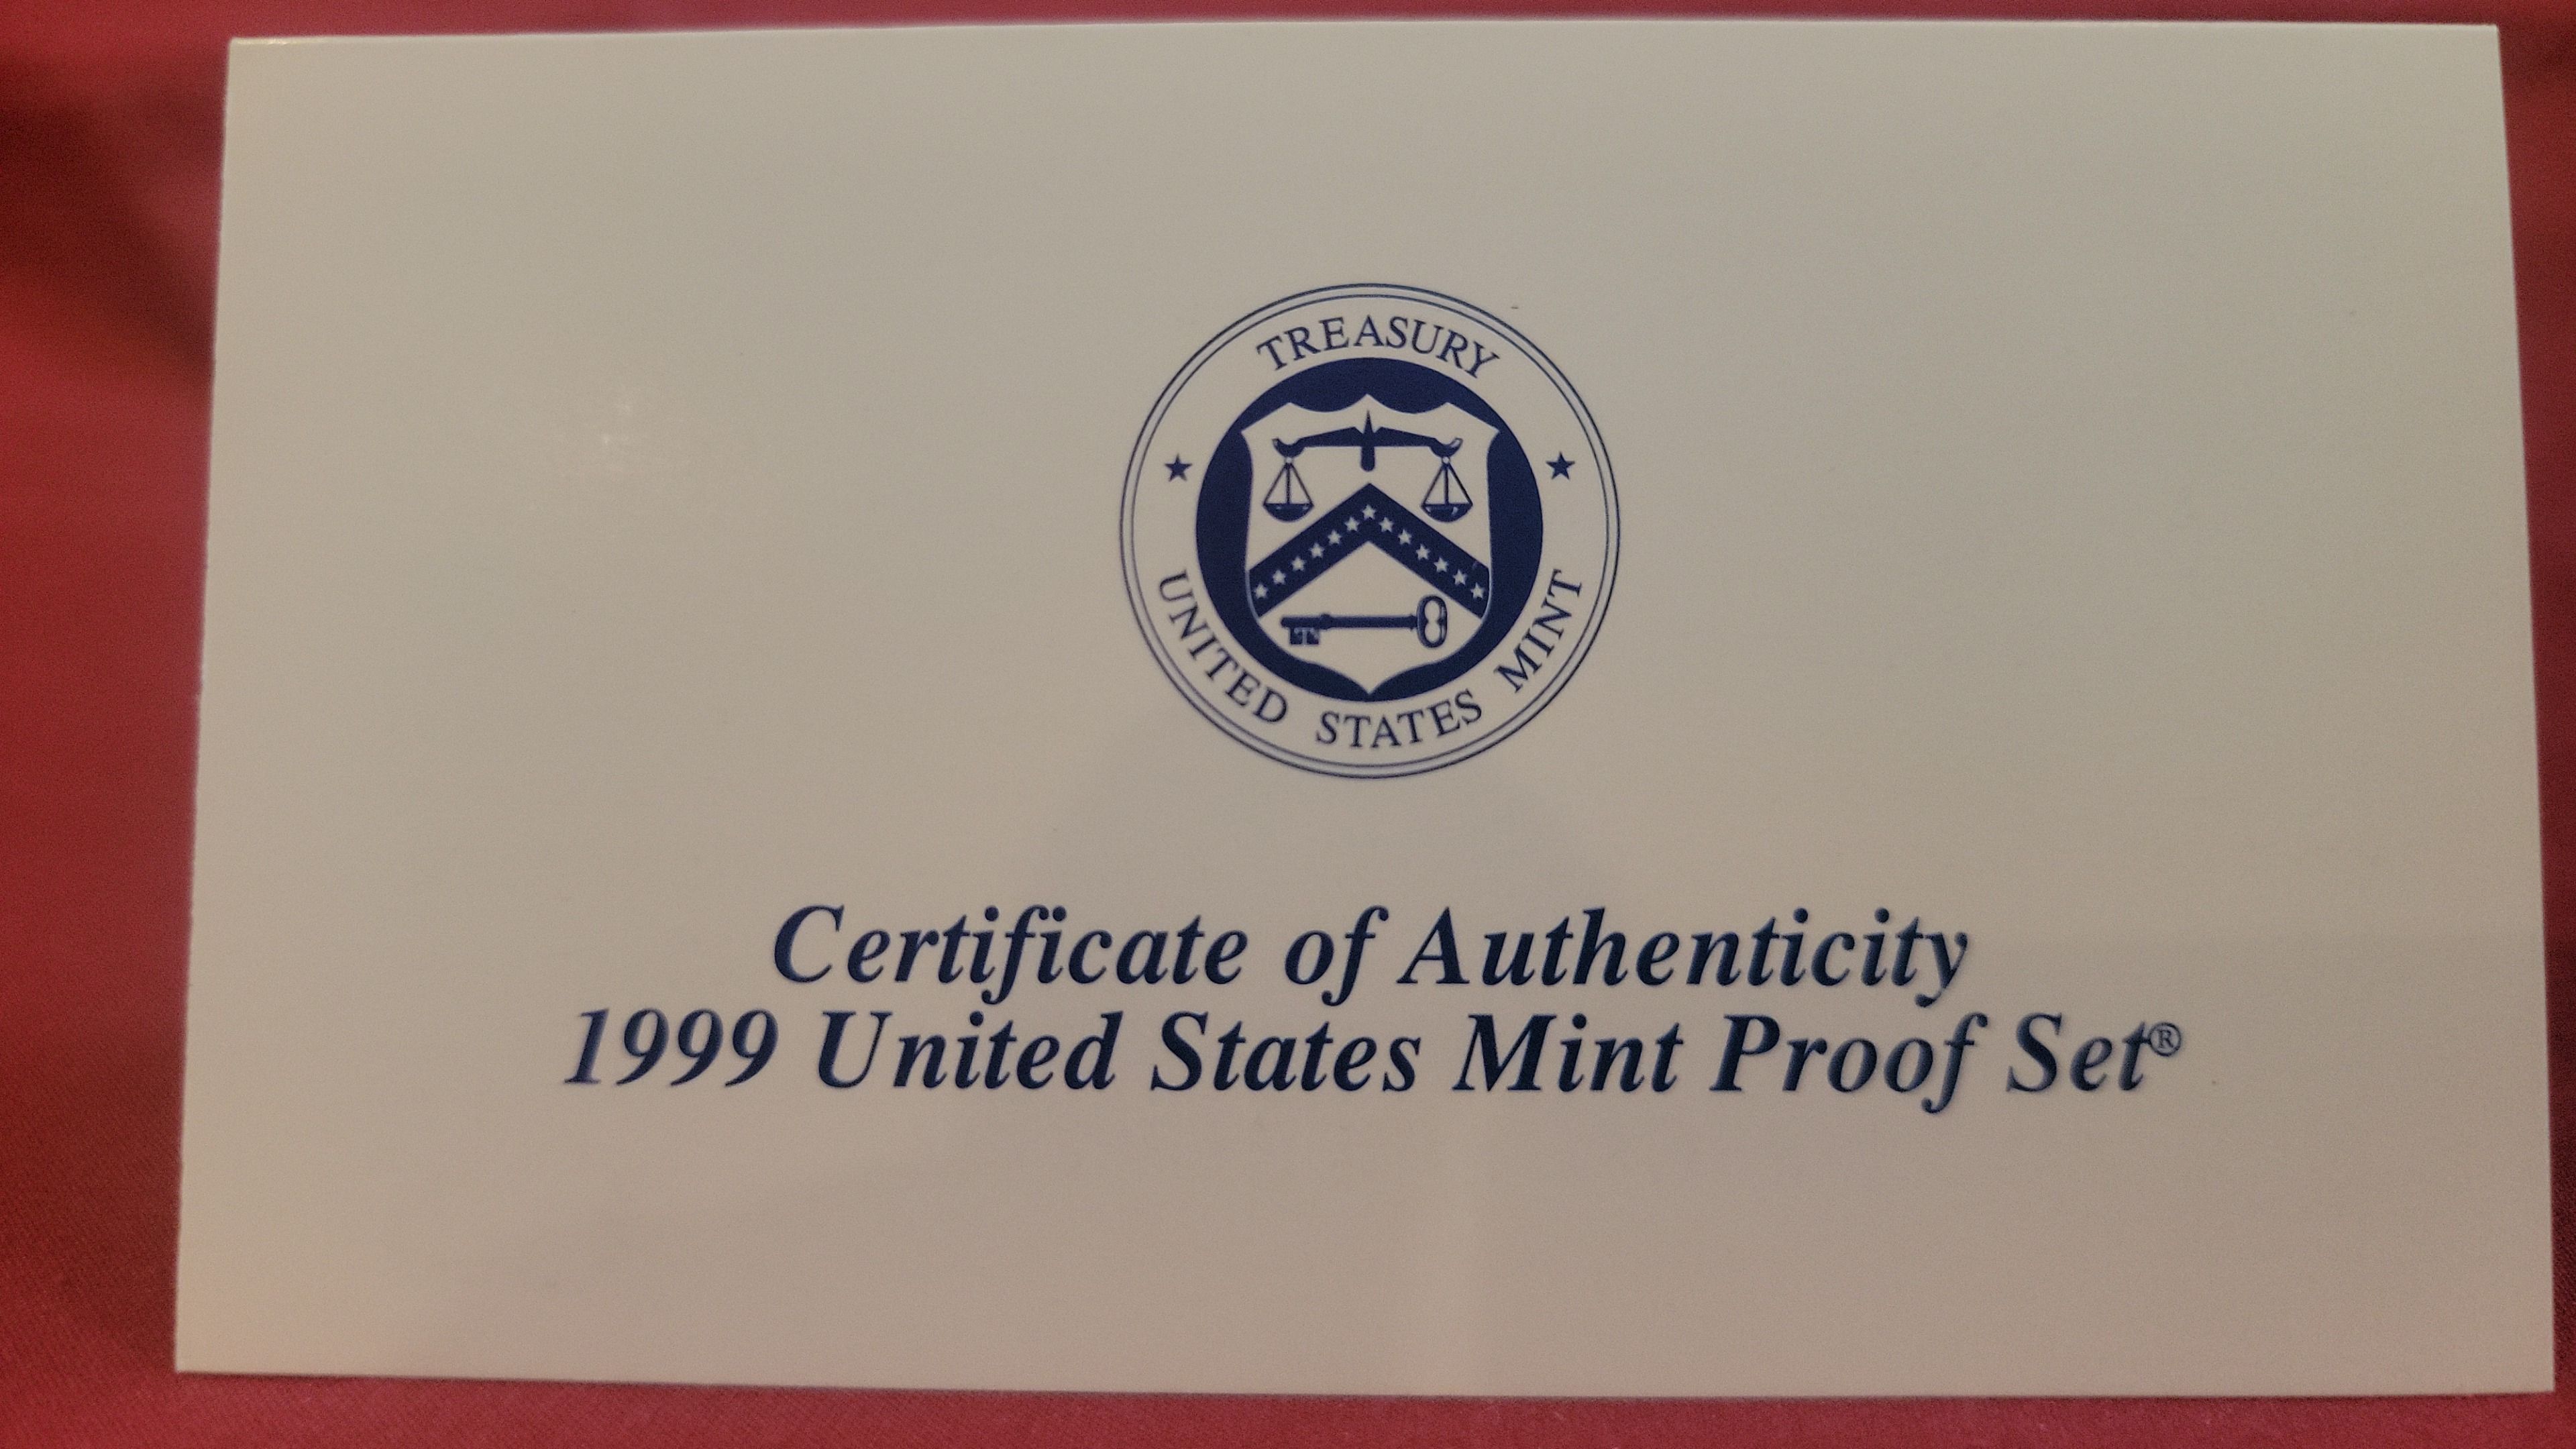 TREASURY
UNITED STATES MINT
Certificate of Authenticity
1999 United States Mint Proof Set®